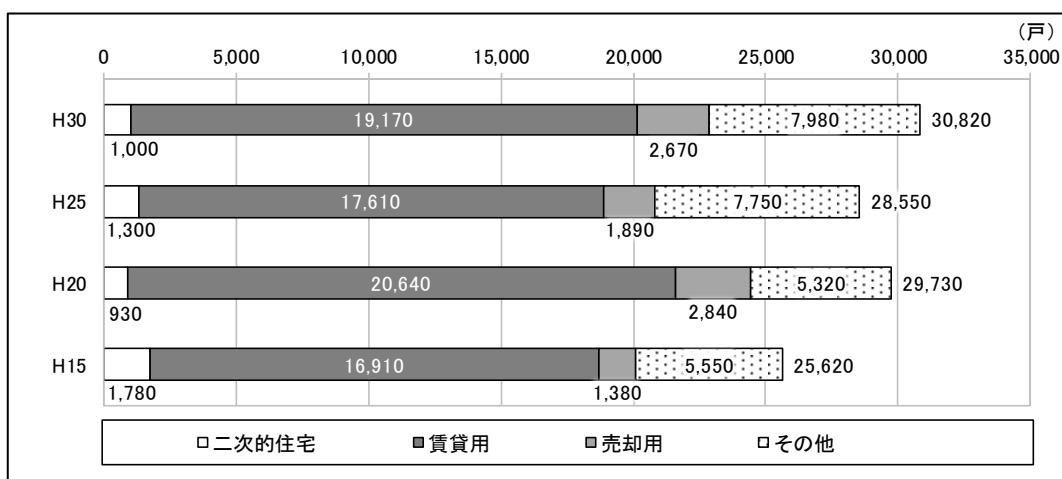 （戸）
0 5,000 10,000 15,000 20,000 25,000 30,000 35,000
H30 19,170 7,980 30,820
1,000 2,670
H25 17,610 7,750 28,550
1,300 1,890
H20 20,640 5,320 29,730
930 2,840
H15 16,910 5,550 25,620
1,780 1,380
二次的住宅 賃貸用 売却用 その他